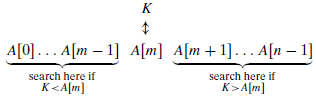 K
↕
A[0] . . . A[m − 1] A[m] A[m + 1] . . . A[n − 1]
search here if search here if
K<A[m] K>A[m]